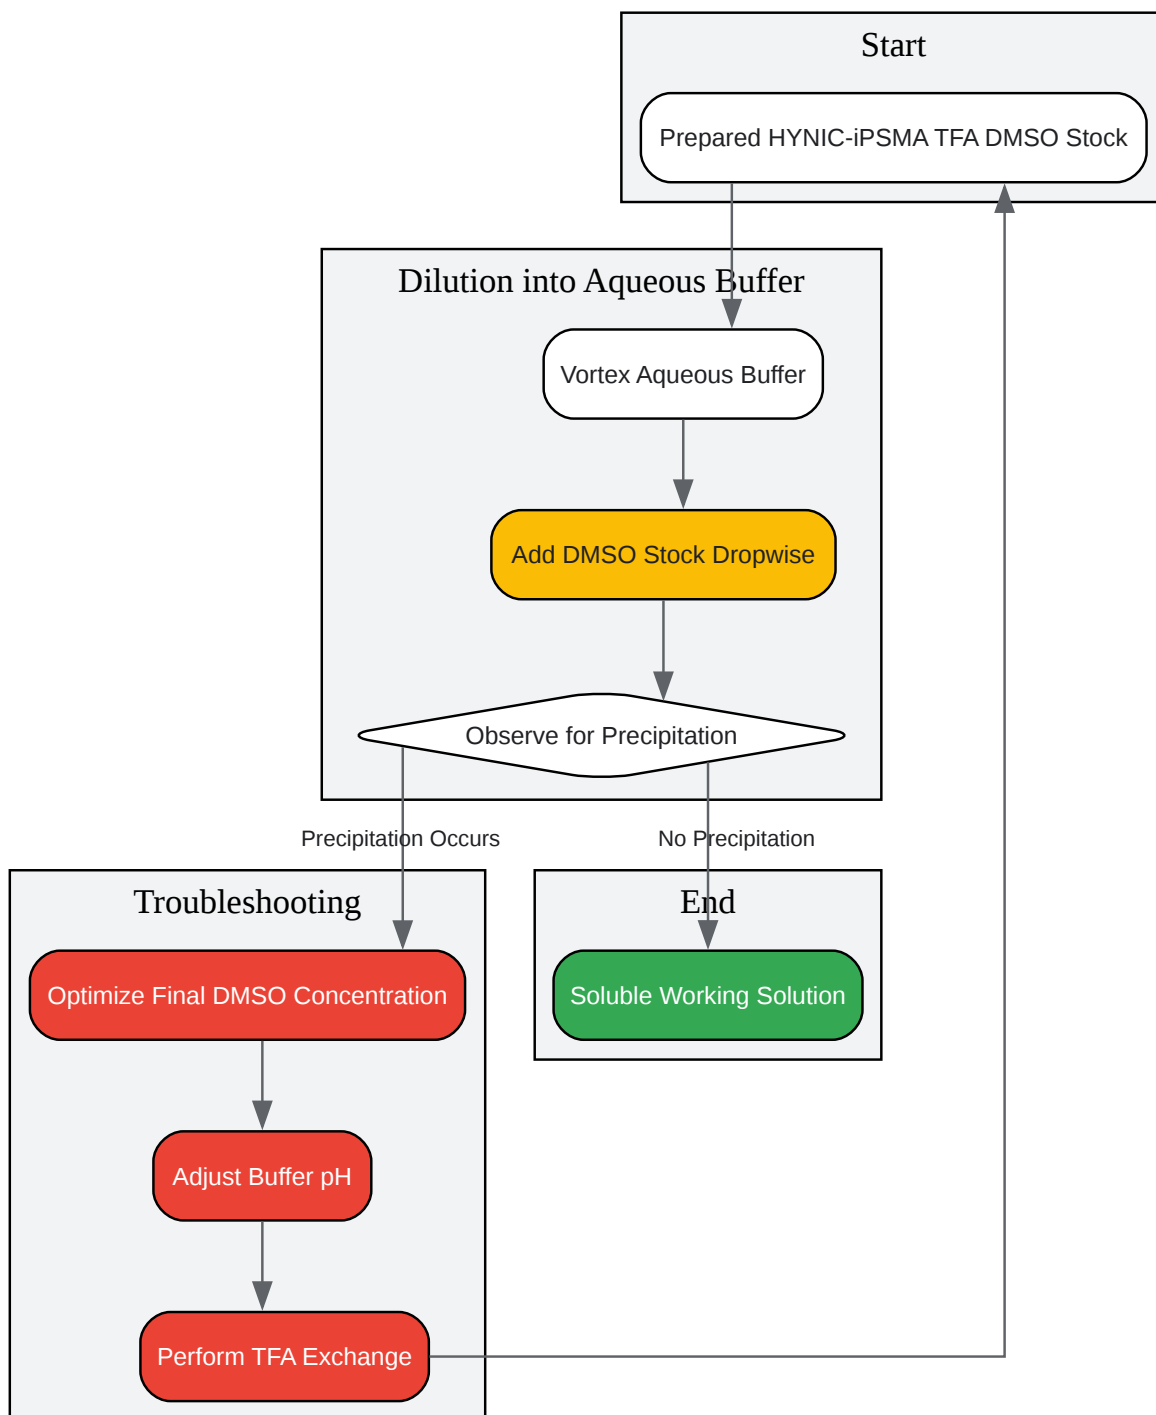 Start
Prepared HYNIC-iPSMA TFA DMSO Stock
Dilution into Aqueous Buffer
Vortex Aqueous Buffer
Add DMSO Stock Dropwise
Observe for Precipitation
Precipitation Occurs
No Precipitation
Troubleshooting
End
Optimize Final DMSO Concentration
Soluble Working Solution
Adjust Buffer pH
Perform TFA Exchange